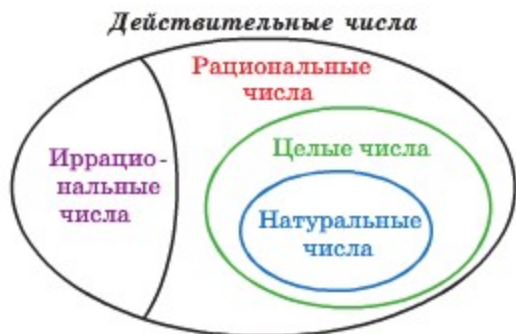 Действительные числа
Рациональные
числа
Иррацио-
нальные
числа
Целые числа
Натуральные
числа